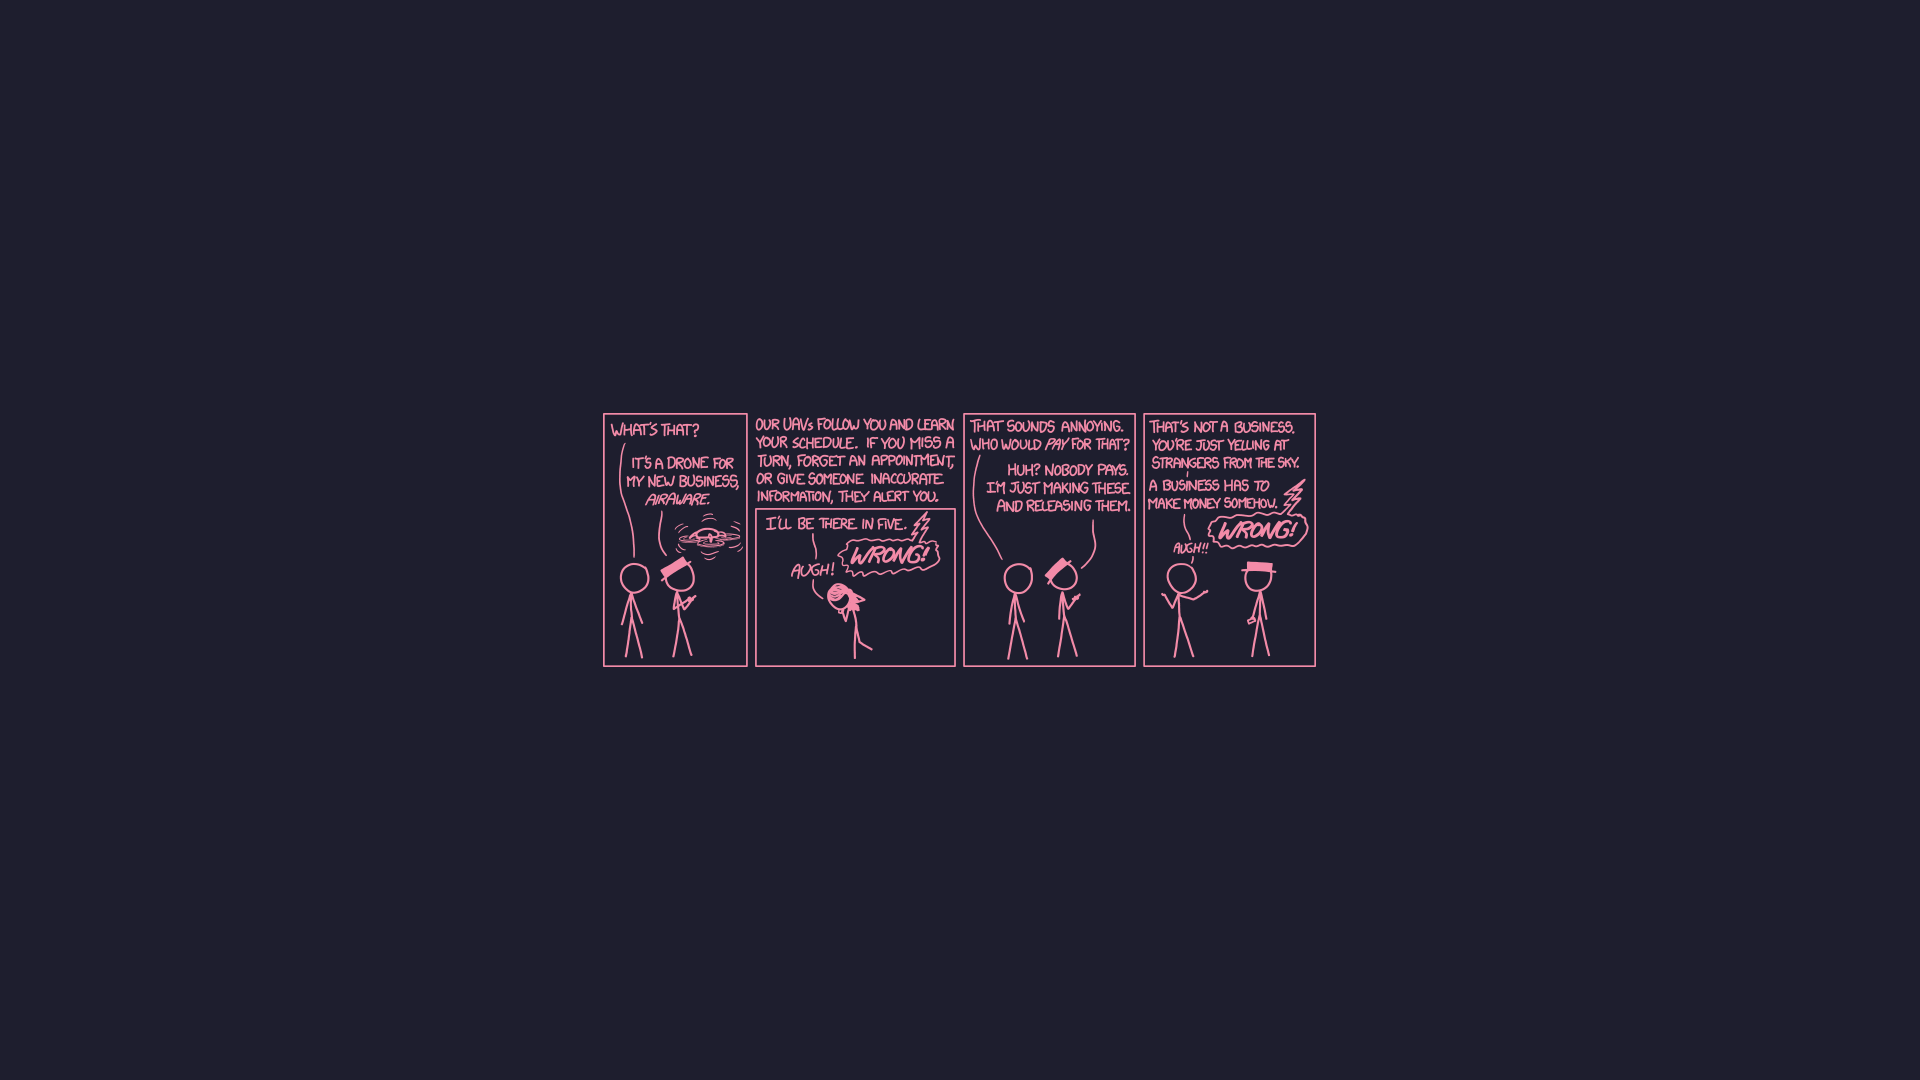 WHAT'S THAT?
IT'S A DRONE FOR
MY NEW BUSINESS,
AIRAWARE.
OUR UAVs FOLLOW YOU AND LEARN
YOUR SCHEDULE. IF YOU MISS A
TURN, FORGET AN APPOINTMENT,
OR GIVE SOMEONE INACCURATE
INFORMATION, THEY ALERT YOU.
I'LL BE THERE IN FIVE.
WRONG!
AUGH!
THAT SOUNDS ANNOYING.
WHO WOULD PAY FOR THAT?
HUH? NOBODY PAYS.
I'M JUST MAKING THESE
AND RELEASING THEM.
THAT'S NOT A BUSINESS.
YOU'RE JUST YELLING AT
STRANGERS FROM THE SKY.
A BUSINESS HAS TO
MAKE MONEY SOMEHOW.
WRONG!
AUGH!!